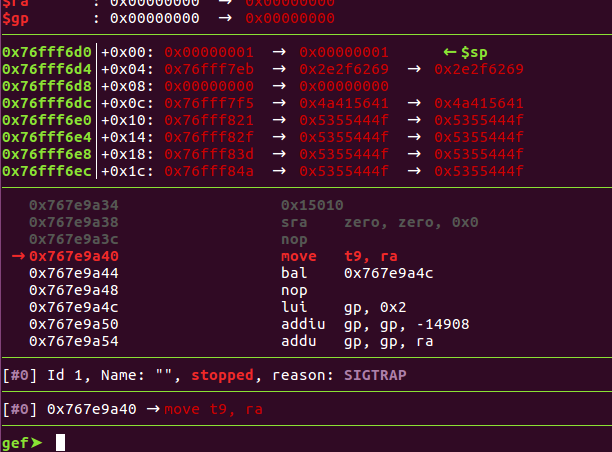 $ra : 0x00000000 → 0x00000000
$gp : 0x00000000 → 0x00000000
0x76fff6d0|+0x00: 0x00000001 → 0x00000001 ←$sp
0x76fff6d4|+0x04: 0x76fff7eb → 0x2e2f6269 → 0x2e2f6269
0x76fff6d8|+0x08: 0x00000000 → 0x00000000
0x76fff6dc|+0x0c: 0x76fff7f5 → 0x4a415641 → 0x4a415641
0x76fff6e0|+0x10: 0x76fff821 → 0x5355444f → 0x5355444f
0x76fff6e4|+0x14: 0x76fff82f → 0x5355444f → 0x5355444f
0x76fff6e8|+0x18: 0x76fff83d → 0x5355444f → 0x5355444f
0x76fff6ec|+0x1c: 0x76fff84a → 0x5355444f → 0x5355444f
0x767e9a34 0x15010
0x767e9a38 sra zero, zero, 0x0
0x767e9a3c nop
→0x767e9a40 move t9, ra
0x767e9a44 bal 0x767e9a4c
0x767e9a48 nop
0x767e9a4c lui gp, 0x2
0x767e9a50 addiu gp, gp, -14908
0x767e9a54 addu gp, gp, ra
[#0] Id 1, Name: "", stopped, reason: SIGTRAP
[#0] 0x767e9a40 →move t9, ra
gef➤